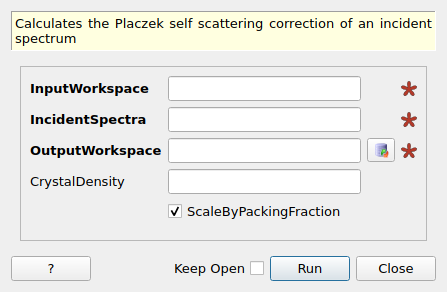 Calculates the Placzek self scattering correction of an incident
spectrum
InputWorkspace
IncidentSpectra
OutputWorkspace
CrystalDensity
ScaleByPackingFraction
? Keep Open Run Close